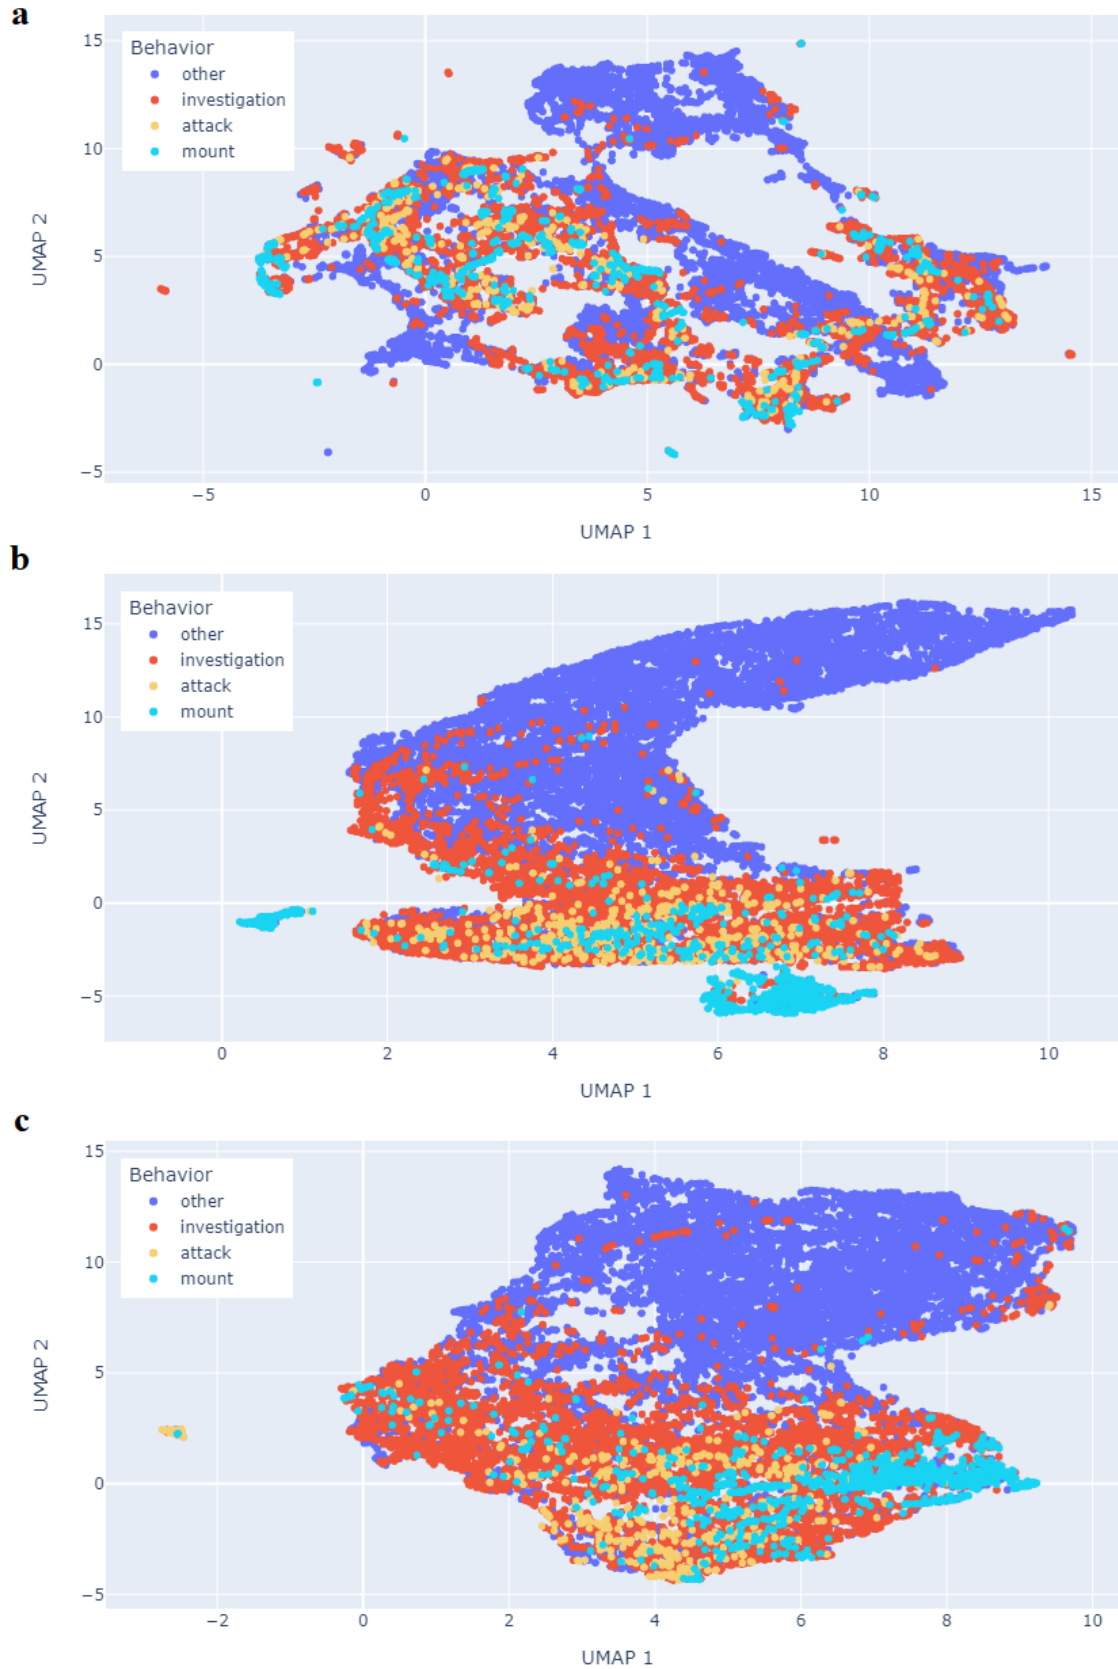 a
Behavior
other
investigation
attack
mount
15
10
5
0
−5
UMAP 2
−5
0
5
10
15
UMAP 1
b
Behavior
other
investigation
attack
mount
15
10
5
0
−5
UMAP 2
0
2
4
6
8
10
UMAP 1
c
Behavior
other
investigation
attack
mount
15
10
5
0
−5
UMAP 2
−2
0
2
4
6
8
10
UMAP 1